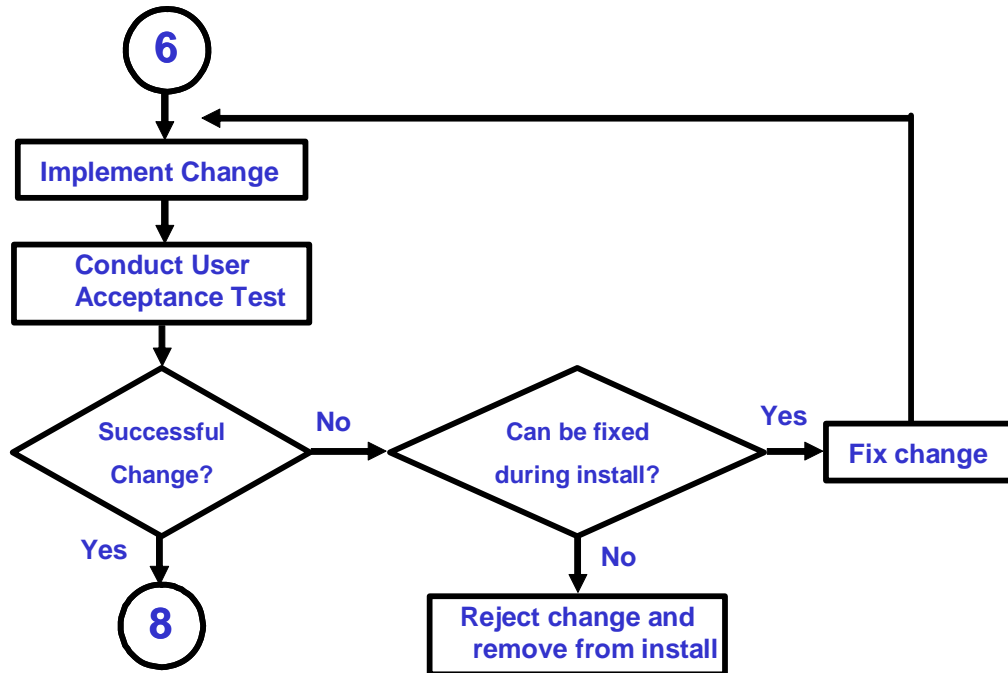 6
Implement Change
Conduct User
Acceptance Test
Successful
Change?
No
Can be fixed
during install?
Yes
Fix change
Yes
No
8
Reject change and
remove from install